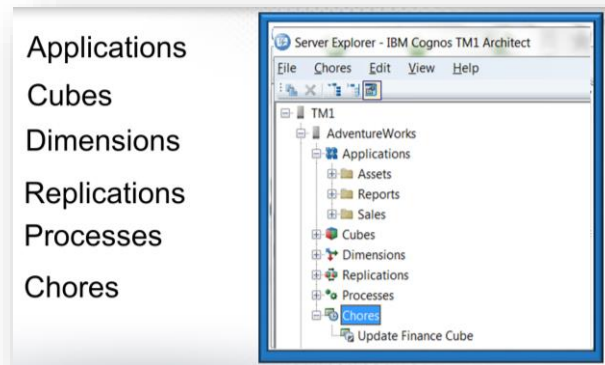 Applications
Cubes
Dimensions
Replications
Processes
Chores
Server Explorer - IBM Cognos TM1 Architect
File Chores Edit View Help
TM1
AdventureWorks
Applications
Assets
Reports
Sales
Cubes
Dimensions
Replications
Processes
Chores
Update Finance Cube